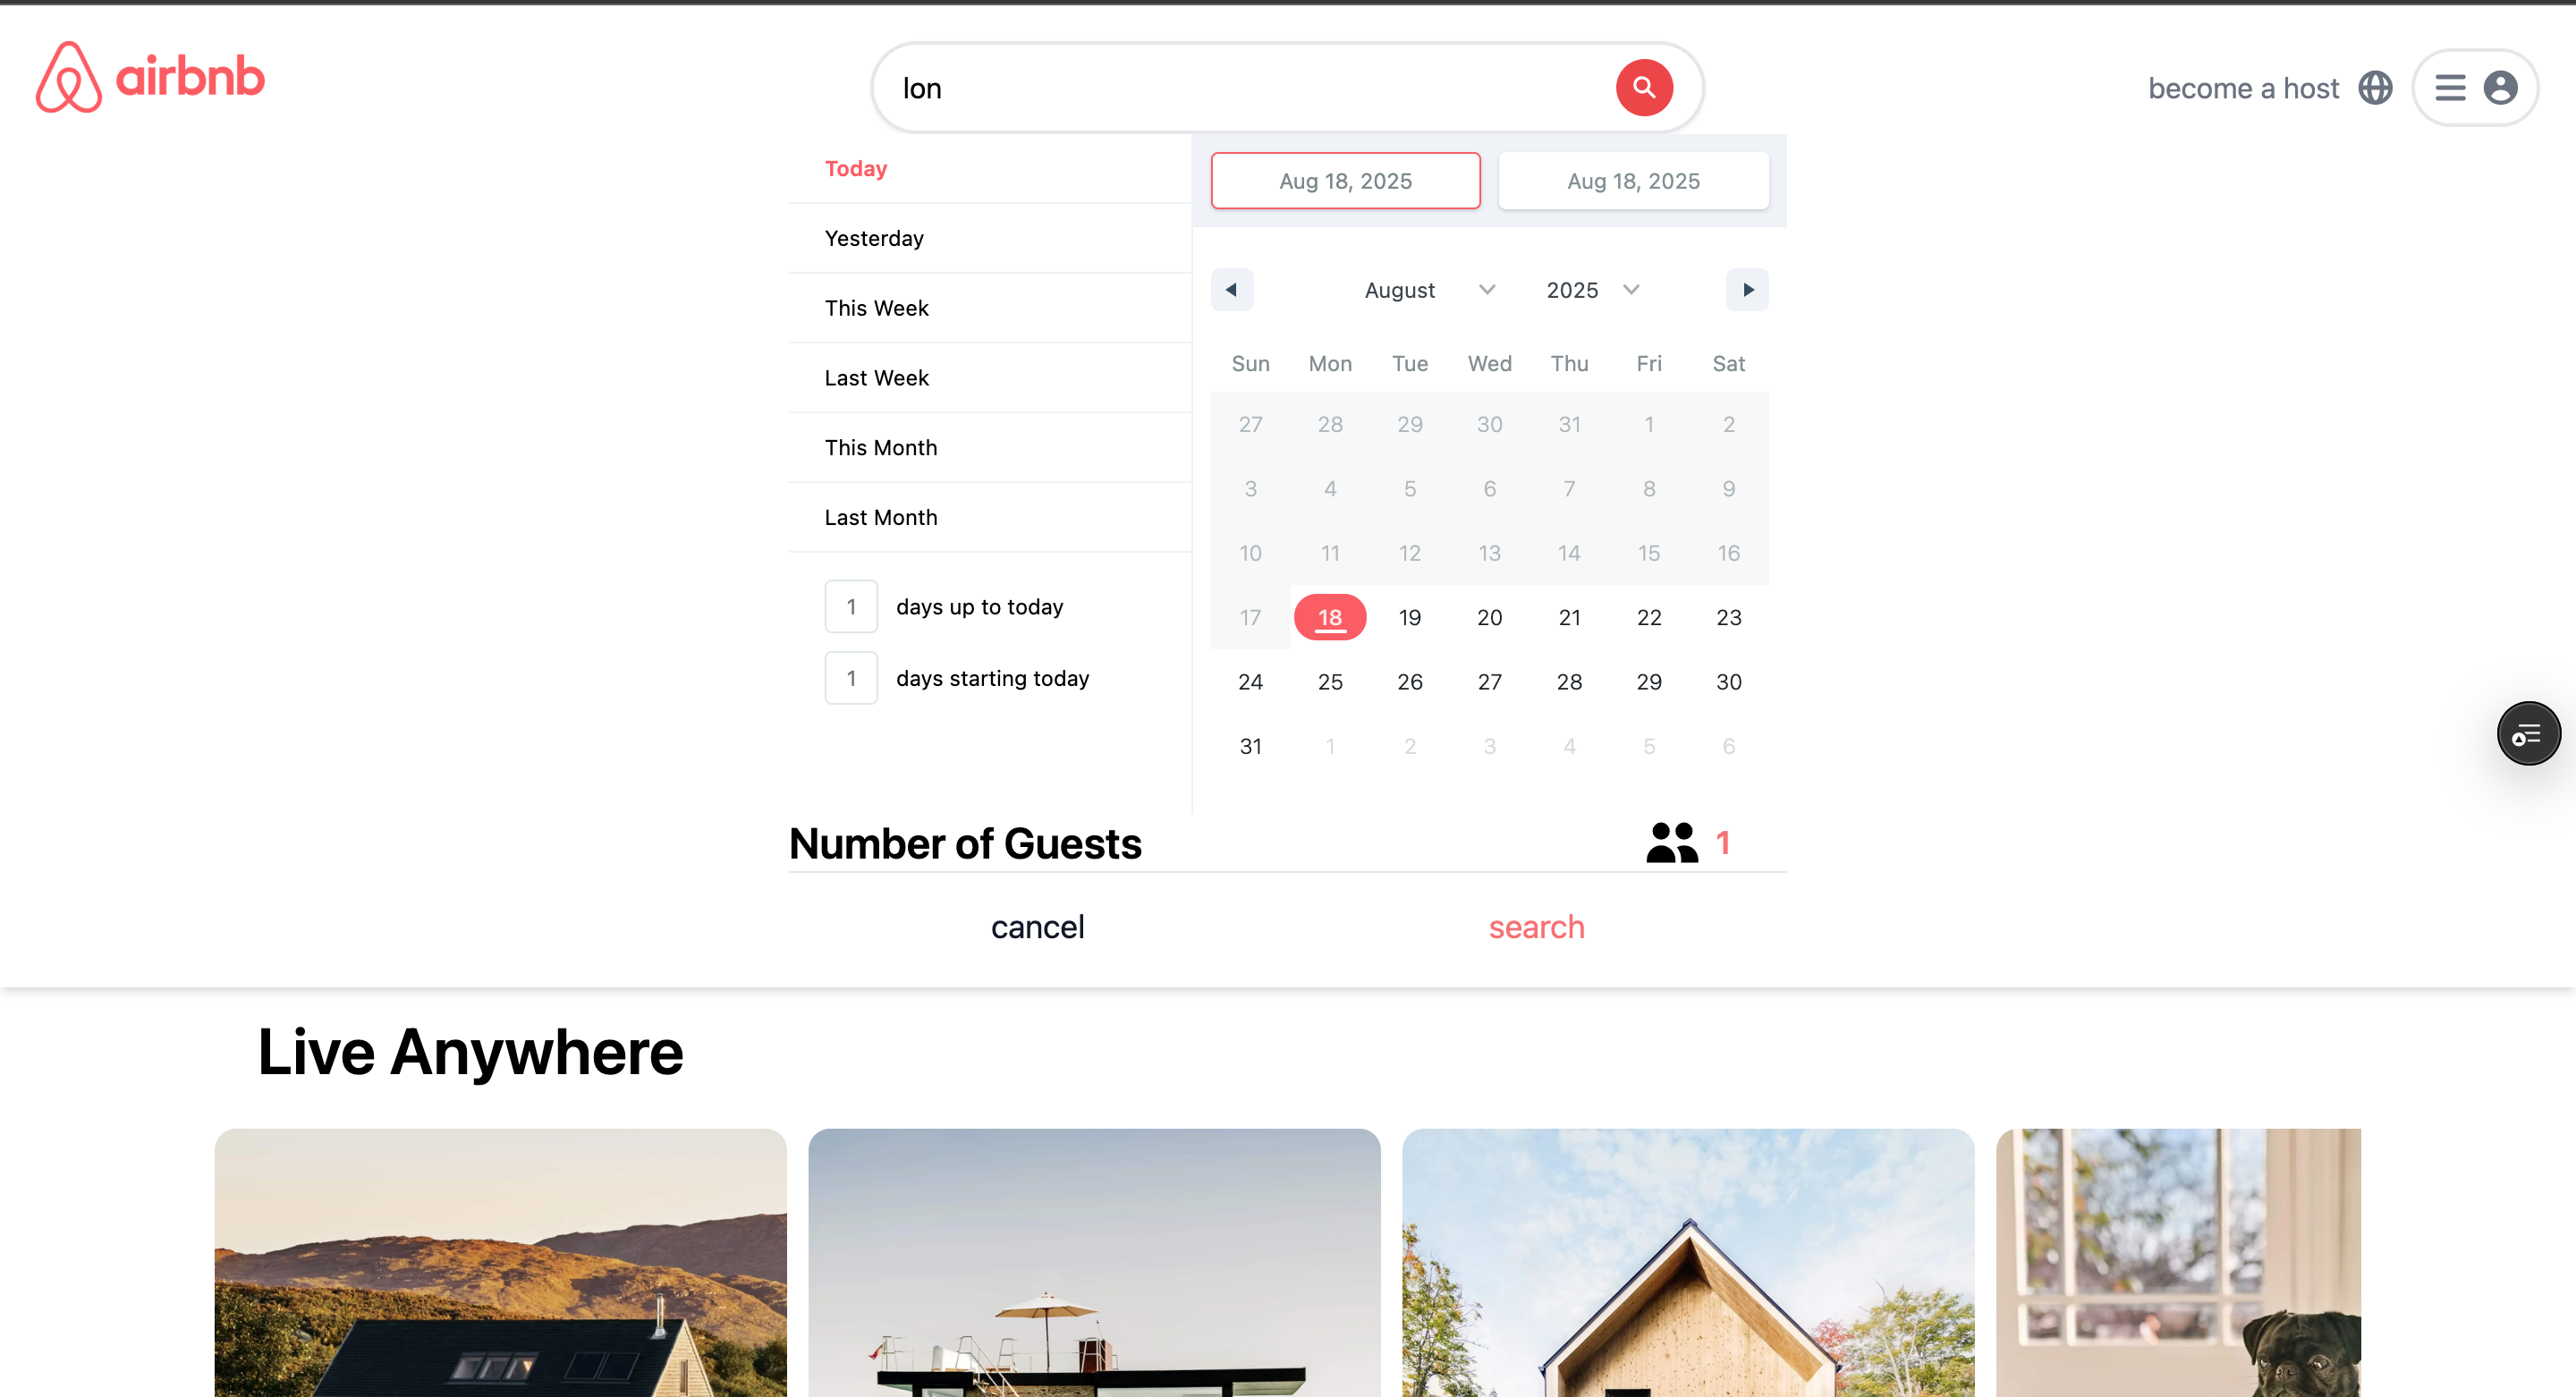 airbnb
lon
become a host
Today
Yesterday
This Week
Last Week
This Month
Last Month
1 days up to today
1 days starting today
Aug 18, 2025 Aug 18, 2025
August 2025
Sun Mon Tue Wed Thu Fri Sat
27 28 29 30 31 1 2
3 4 5 6 7 8 9
10 11 12 13 14 15 16
17 18 19 20 21 22 23
24 25 26 27 28 29 30
31 1 2 3 4 5 6
Number of Guests 1
cancel search
Live Anywhere